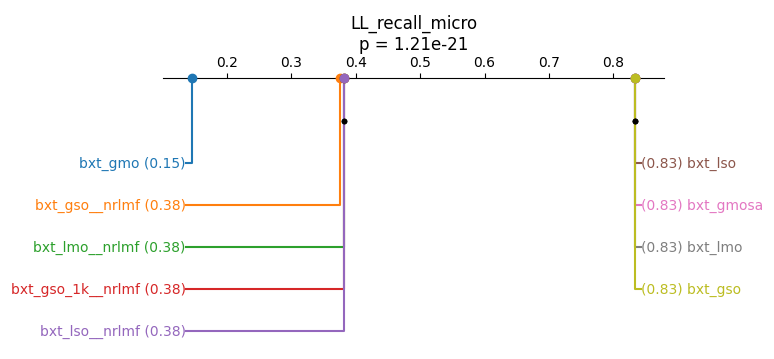 LL_recall_micro
p = 1.21e-21
0.2 0.3 0.4 0.5 0.6 0.7 0.8
bxt_gmo (0.15) (0.83) bxt_lso
bxt_gso__nrlmf (0.38) (0.83) bxt_gmosa
bxt_lmo__nrlmf (0.38) (0.83) bxt_lmo
bxt_gso_1k__nrlmf (0.38) (0.83) bxt_gso
bxt_lso__nrlmf (0.38)